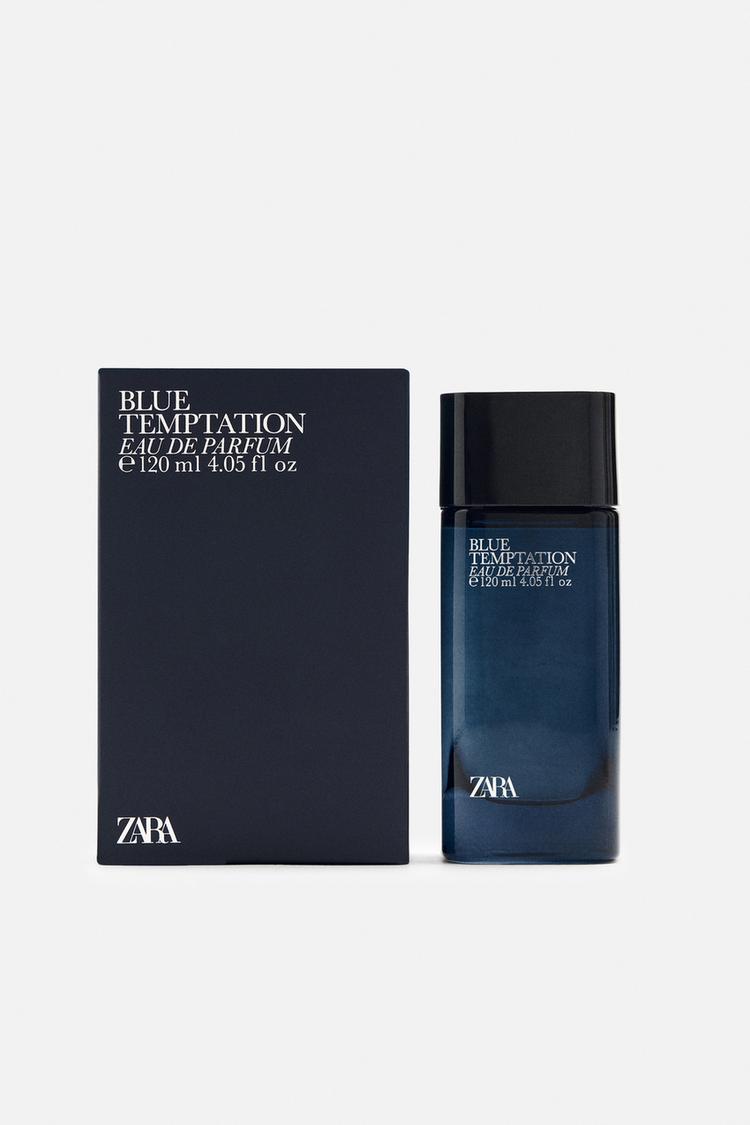 BLUE
TEMPTATION
EAU DE PARFUM
℮120 ml 4.05 fl oz
ZARA
BLUE
TEMPTATION
EAU DE PARFUM
℮120 ml 4.05 fl oz
ZARA